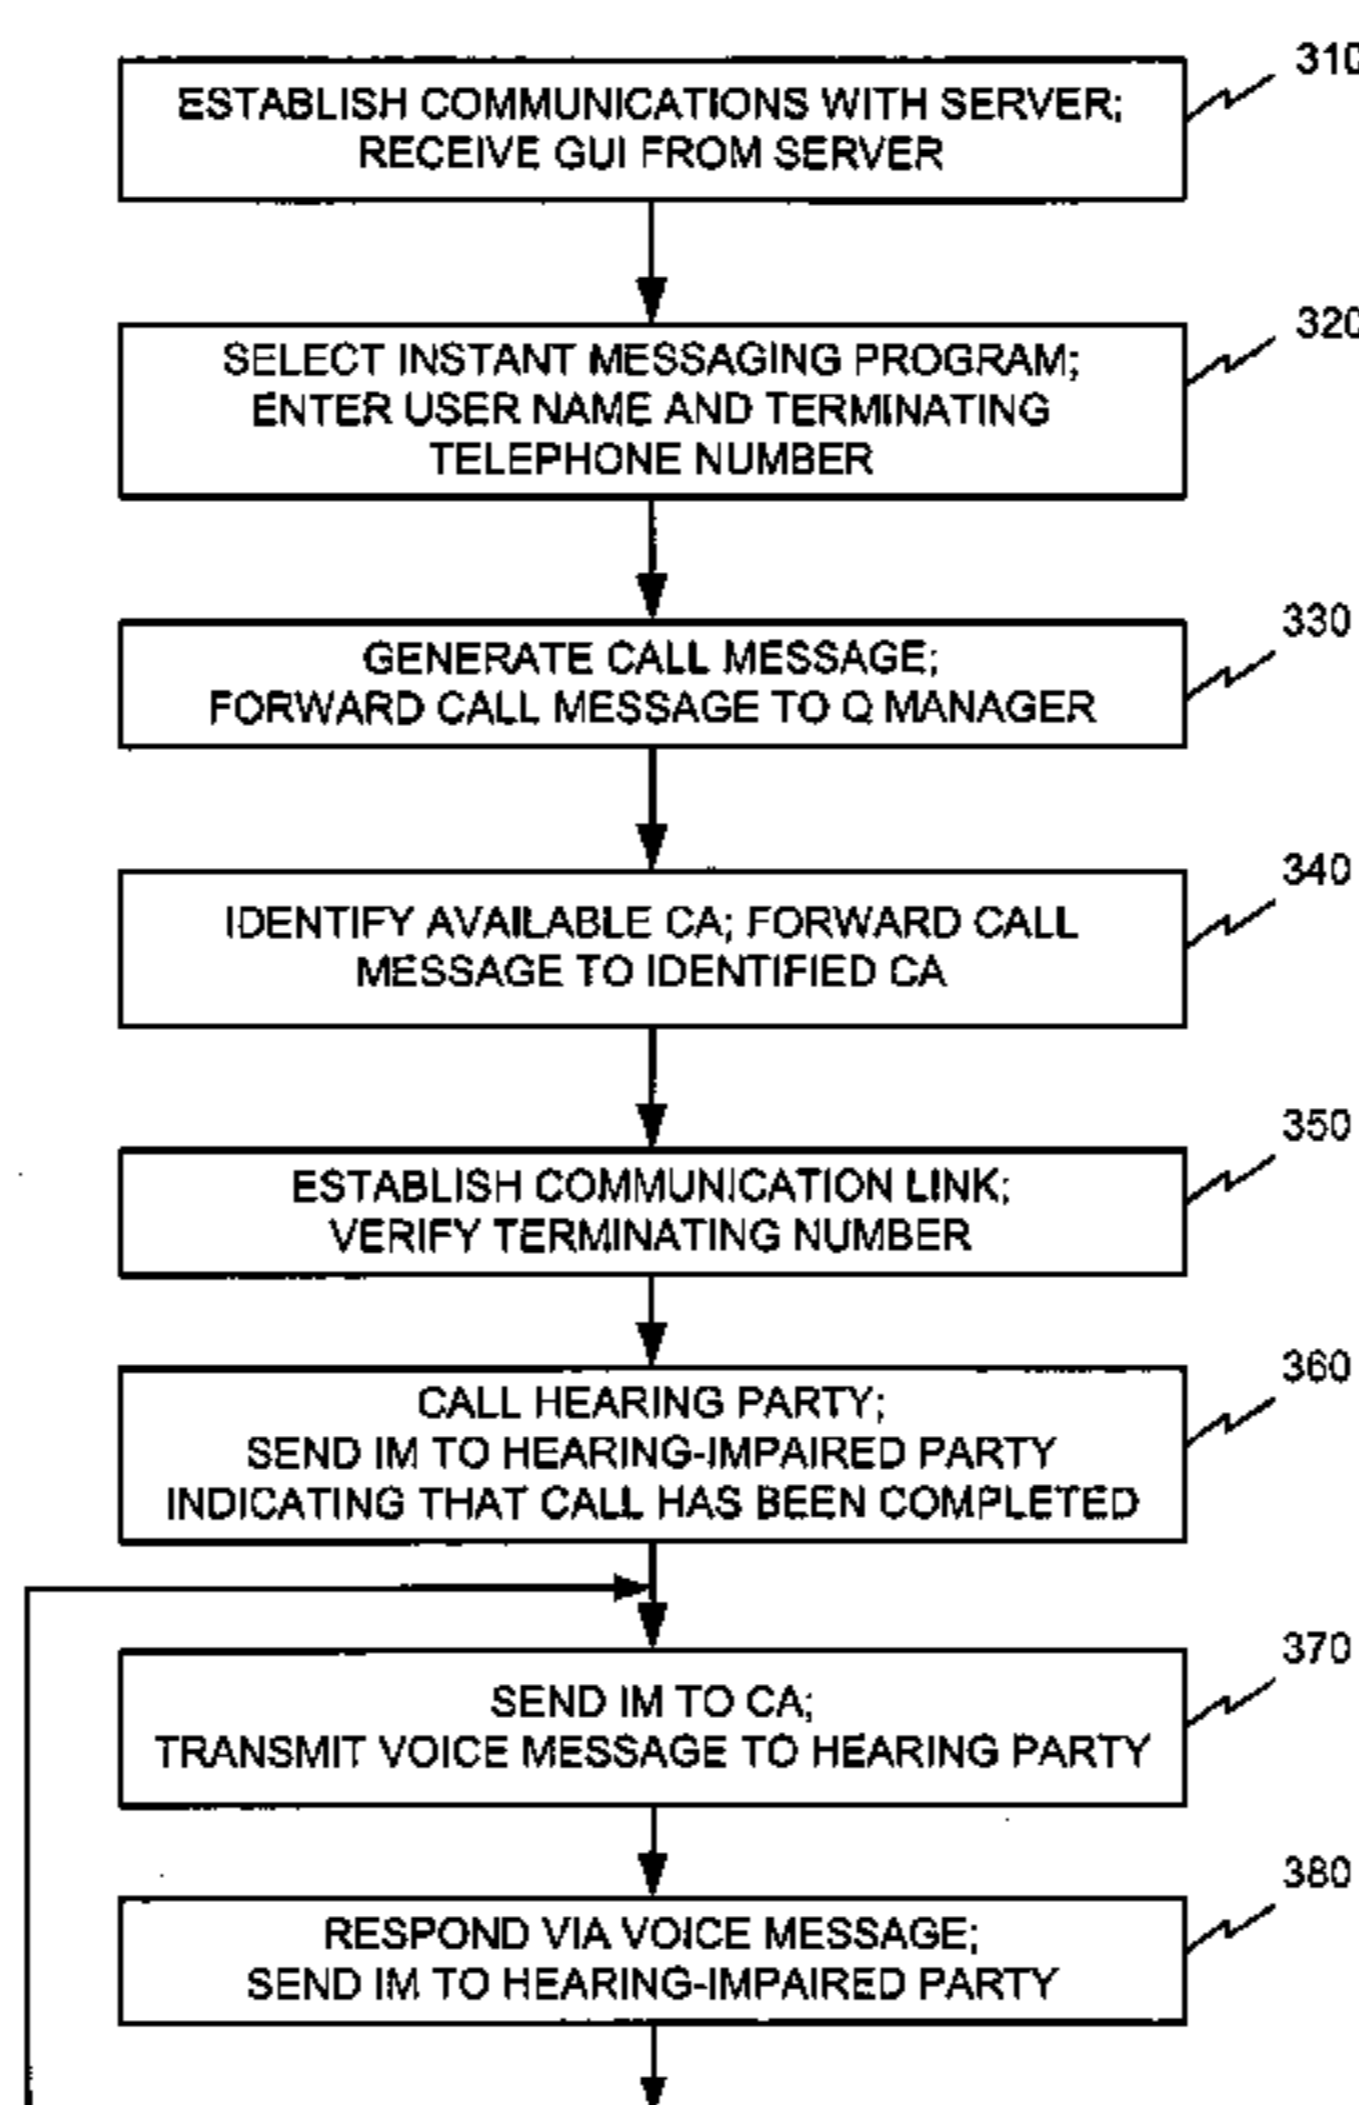 310
ESTABLISH COMMUNICATIONS WITH SERVER;
RECEIVE GUI FROM SERVER
320
SELECT INSTANT MESSAGING PROGRAM;
ENTER USER NAME AND TERMINATING
TELEPHONE NUMBER
330
GENERATE CALL MESSAGE;
FORWARD CALL MESSAGE TO Q MANAGER
340
IDENTIFY AVAILABLE CA; FORWARD CALL
MESSAGE TO IDENTIFIED CA
350
ESTABLISH COMMUNICATION LINK;
VERIFY TERMINATING NUMBER
360
CALL HEARING PARTY;
SEND IM TO HEARING-IMPAIRED PARTY
INDICATING THAT CALL HAS BEEN COMPLETED
370
SEND IM TO CA;
TRANSMIT VOICE MESSAGE TO HEARING PARTY
380
RESPOND VIA VOICE MESSAGE;
SEND IM TO HEARING-IMPAIRED PARTY